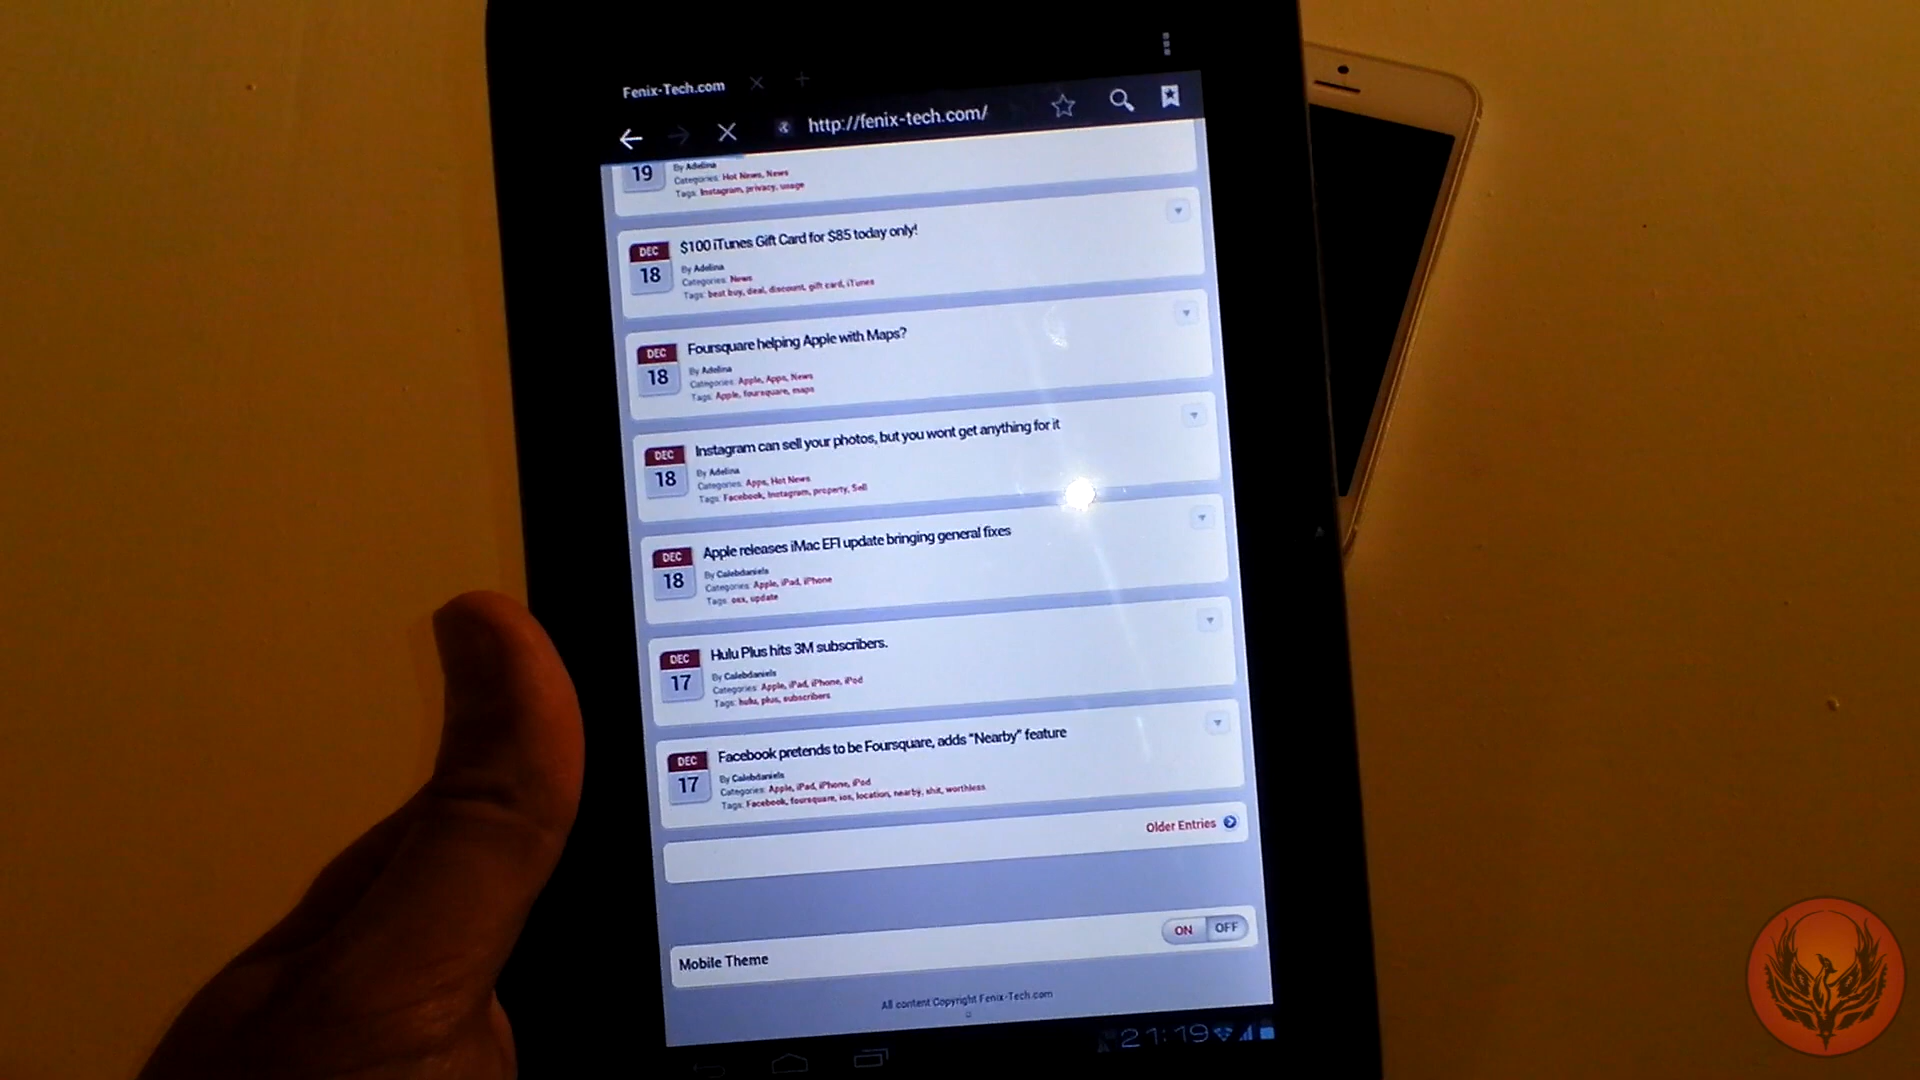 Fenix-Tech.com
http://fenix-tech.com/
19
By Adelina
Categories: Hot News, News
Tags: Instagram, privacy, usage
DEC
18
$100 iTunes Gift Card for $85 today only!
By Adelina
Categories: News
Tags: best buy, deal, discount, gift card, iTunes
DEC
18
Foursquare helping Apple with Maps?
By Adelina
Categories: Apple, Apps, News
Tags: Apple, foursquare, maps
DEC
18
Instagram can sell your photos, but you wont get anything for it
By Adelina
Categories: Apps, Hot News
Tags: Facebook, Instagram, property, Sell
DEC
18
Apple releases iMac EFI update bringing general fixes
By Calebdaniels
Categories: Apple, iPad, iPhone
Tags: osx, update
DEC
17
Hulu Plus hits 3M subscribers.
By Calebdaniels
Categories: Apple, iPad, iPhone, iPod
Tags: hulu, plus, subscribers
DEC
17
Facebook pretends to be Foursquare, adds "Nearby" feature
By Calebdaniels
Categories: Apple, iPad, iPhone, iPod
Tags: Facebook, foursquare, ios, location, nearby, shit, worthless
Older Entries
Mobile Theme
ON OFF
All content Copyright Fenix-Tech.com
21:19